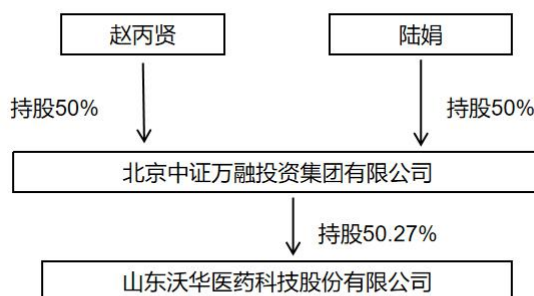 赵丙贤
陆娟
持股50%
持股50%
北京中证万融投资集团有限公司
持股50.27%
山东沃华医药科技股份有限公司